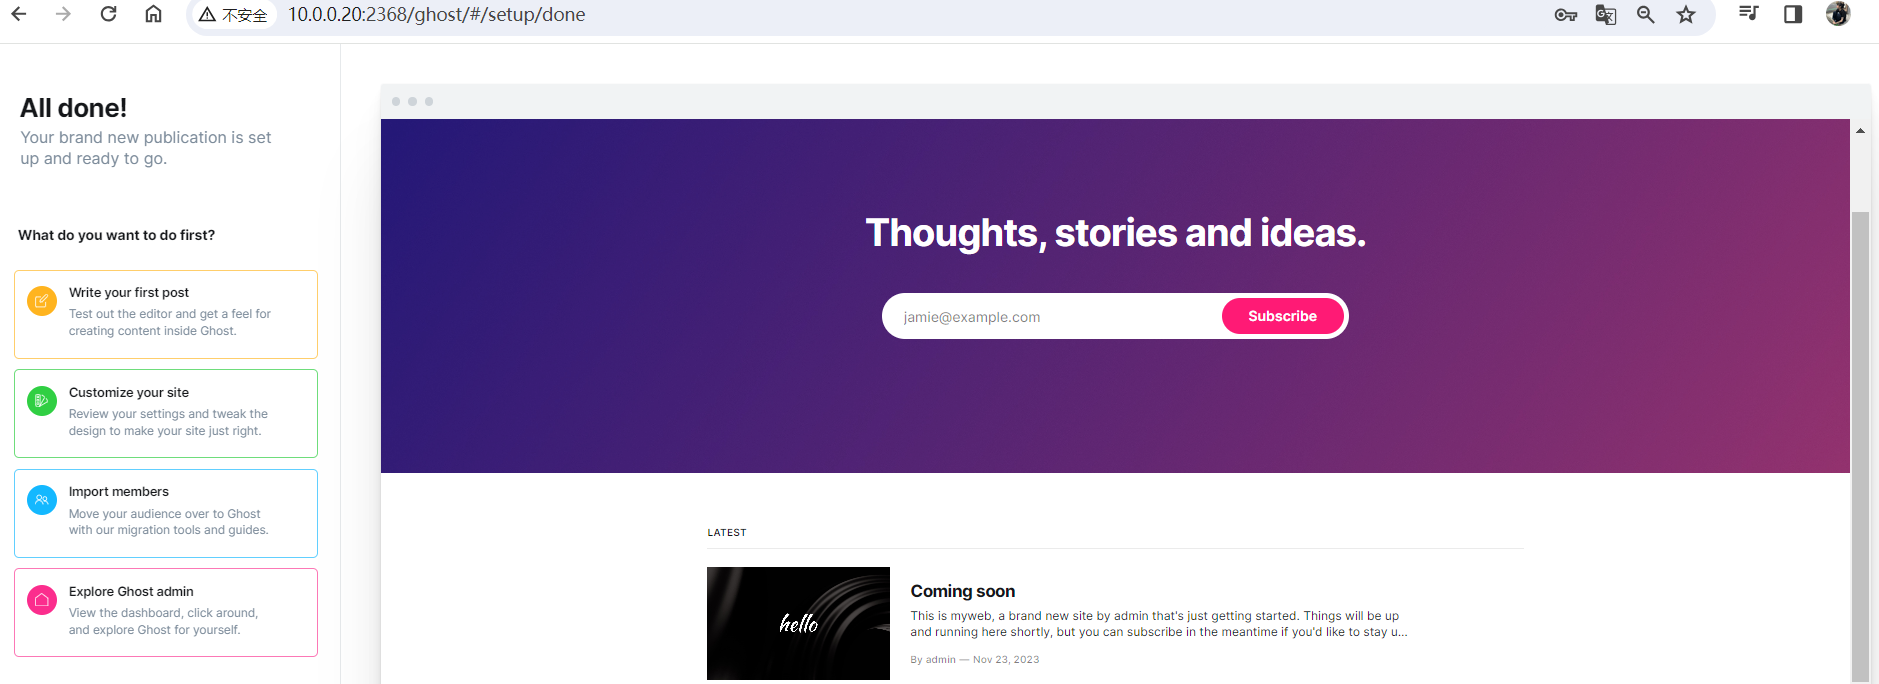 不安全 10.0.0.20:2368/ghost/#/setup/done
All done!
Your brand new publication is set
up and ready to go.
What do you want to do first?
Write your first post
Test out the editor and get a feel for
creating content inside Ghost.
Customize your site
Review your settings and tweak the
design to make your site just right.
Import members
Move your audience over to Ghost
with our migration tools and guides.
Explore Ghost admin
View the dashboard, click around,
and explore Ghost for yourself.
Thoughts, stories and ideas.
jamie@example.com Subscribe
LATEST
hello
Coming soon
This is myweb, a brand new site by admin that's just getting started. Things will be up
and running here shortly, but you can subscribe in the meantime if you'd like to stay u...
By admin — Nov 23, 2023